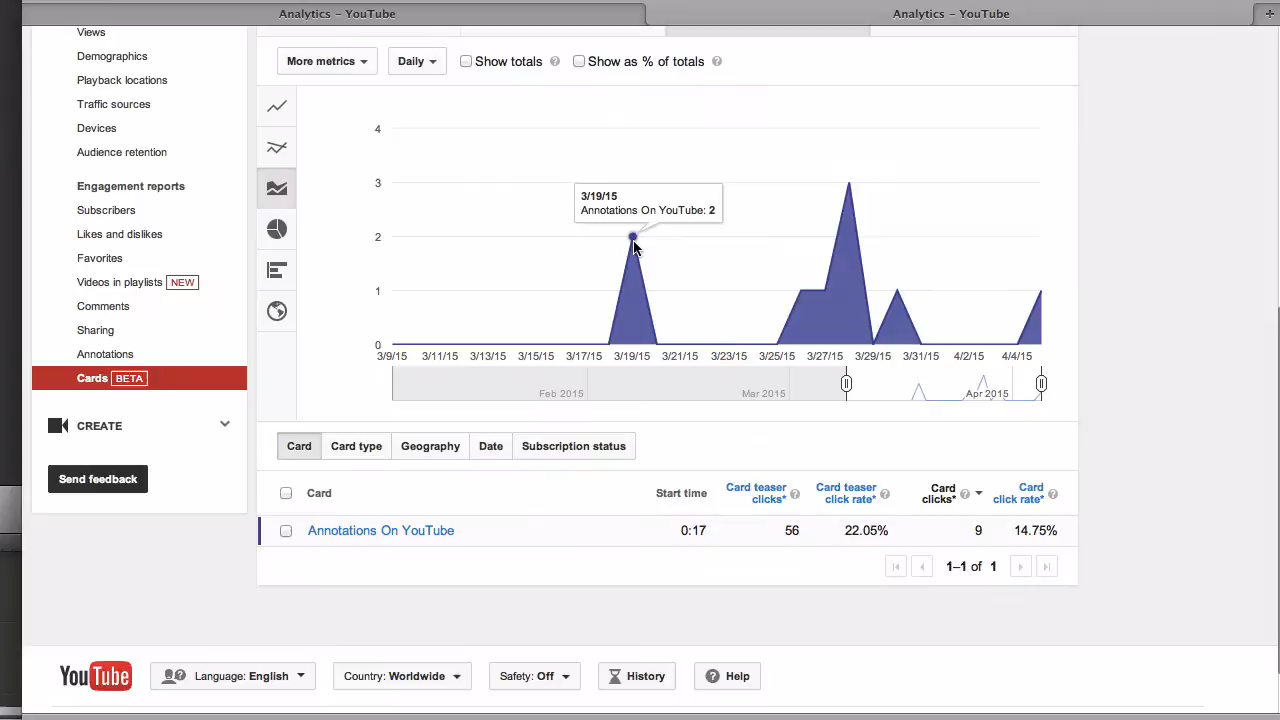 Analytics – YouTube
Analytics – YouTube
Views
Demographics
Playback locations
Traffic sources
Devices
Audience retention
Engagement reports
Subscribers
Likes and dislikes
Favorites
Videos in playlists NEW
Comments
Sharing
Annotations
Cards BETA
CREATE
Send feedback
More metrics
Daily
Show totals ?
Show as % of totals ?
4
3
2
1
0
3/19/15
Annotations On YouTube: 2
3/9/15 3/11/15 3/13/15 3/15/15 3/17/15 3/19/15 3/21/15 3/23/15 3/25/15 3/27/15 3/29/15 3/31/15 4/2/15 4/4/15
Feb 2015 Mar 2015 Apr 2015
Card Card type Geography Date Subscription status
Card
Start time
Card teaser
clicks* ?
Card teaser
click rate* ?
Card
clicks* ?
Card
click rate* ?
Annotations On YouTube 0:17 56 22.05% 9 14.75%
1–1 of 1
YouTube
Language: English
Country: Worldwide
Safety: Off
History
? Help